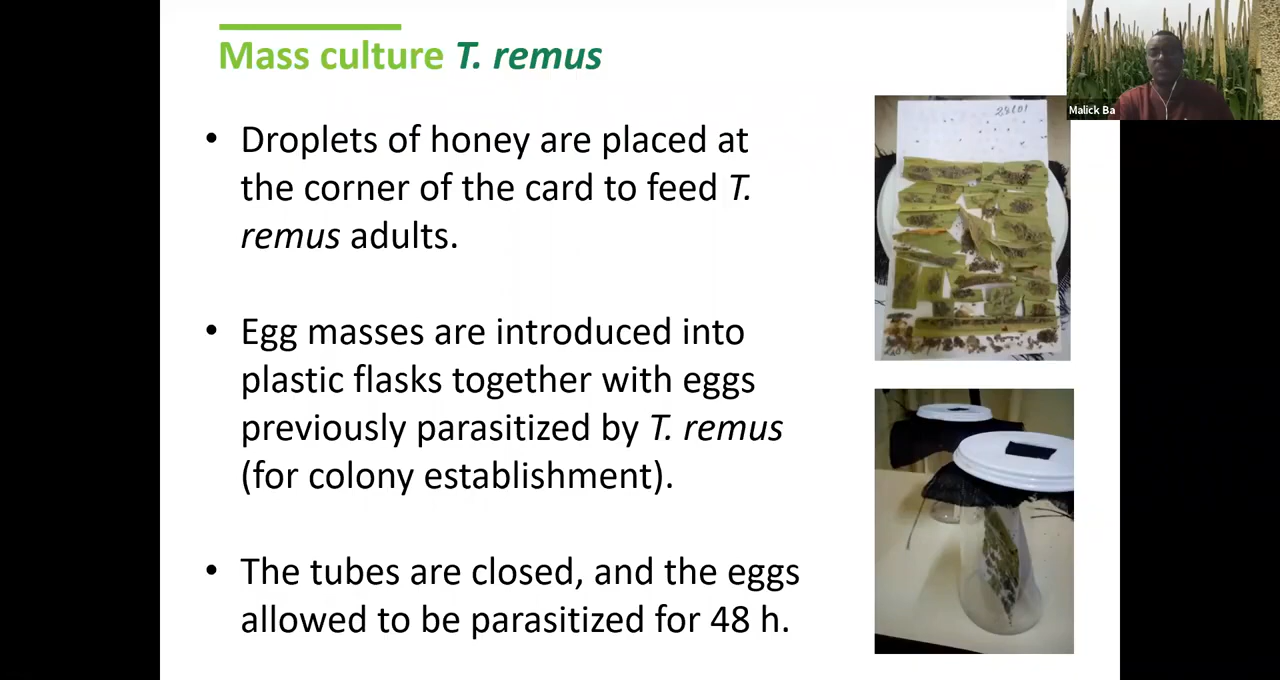 Mass culture T. remus
Malick Ba
• Droplets of honey are placed at
the corner of the card to feed T.
remus adults.
• Egg masses are introduced into
plastic flasks together with eggs
previously parasitized by T. remus
(for colony establishment).
• The tubes are closed, and the eggs
allowed to be parasitized for 48 h.